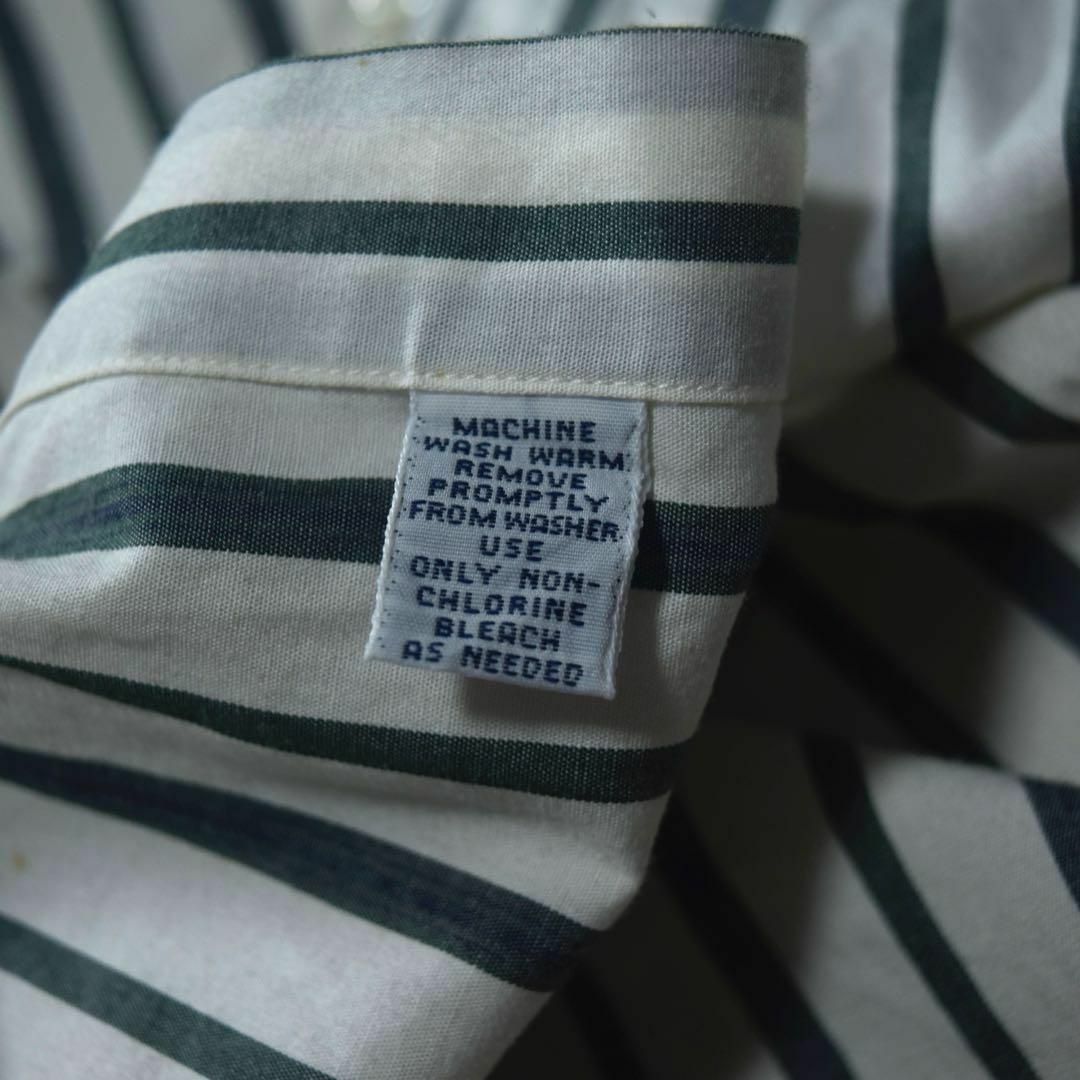 MACHINE
WASH WARM
REMOVE
PROMPTLY
FROM WASHER
USE
ONLY NON-
CHLORINE
BLEACH
AS NEEDED